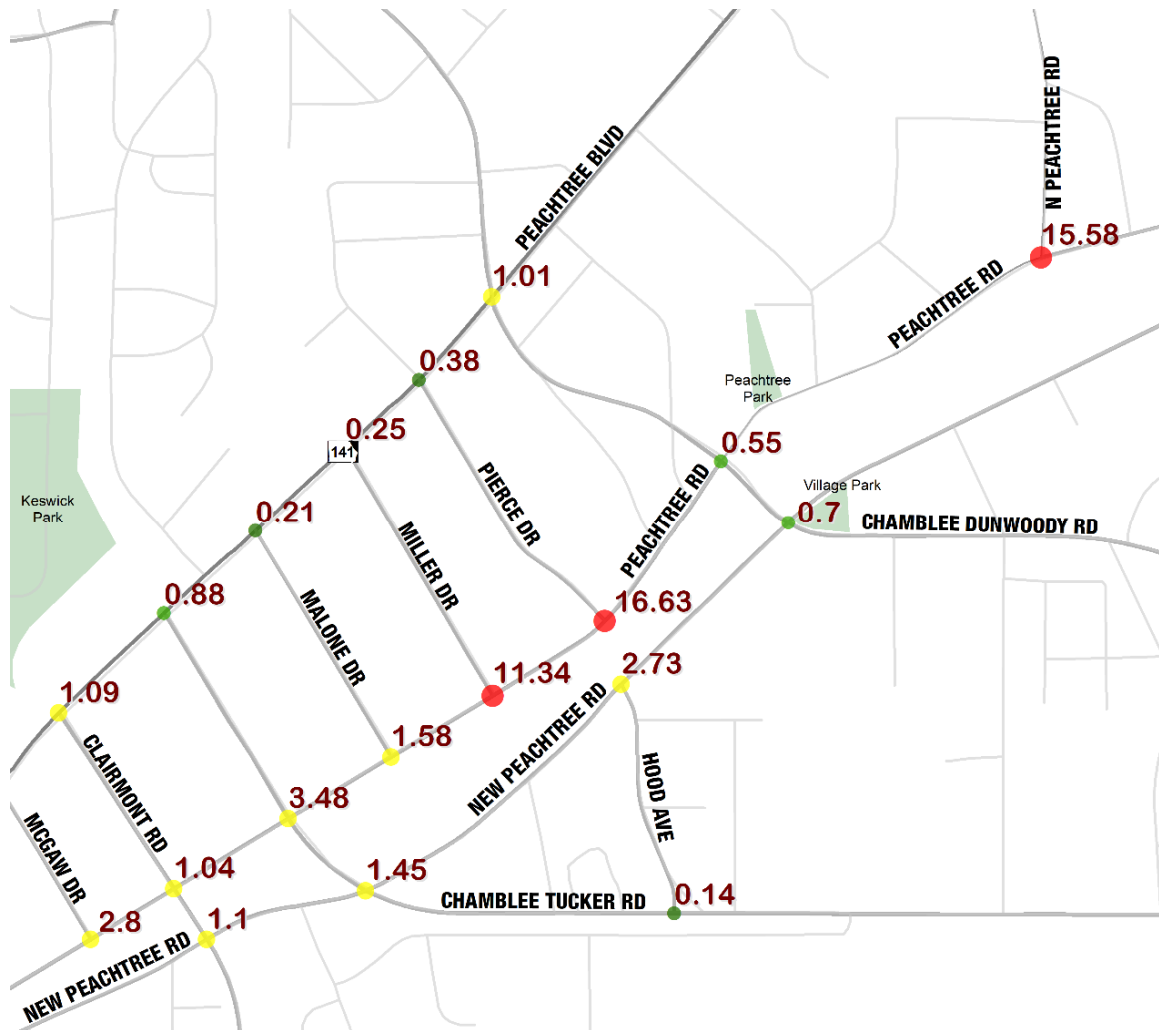 N PEACHTREE RD
PEACHTREE BLVD
15.58
1.01
PEACHTREE RD
0.38
Peachtree
Park
0.25
141
0.55
PIERCE DR
Village Park
Keswick
Park
0.21
PEACHTREE RD
0.7
CHAMBLEE DUNWOODY RD
MILLER DR
0.88
MALONE DR
16.63
11.34
2.73
1.09
CLAIRMONT RD
1.58
NEW PEACHTREE RD
HOOD AVE
3.48
MCGAW DR
1.04
1.45
CHAMBLEE TUCKER RD
0.14
2.8
1.1
NEW PEACHTREE RD